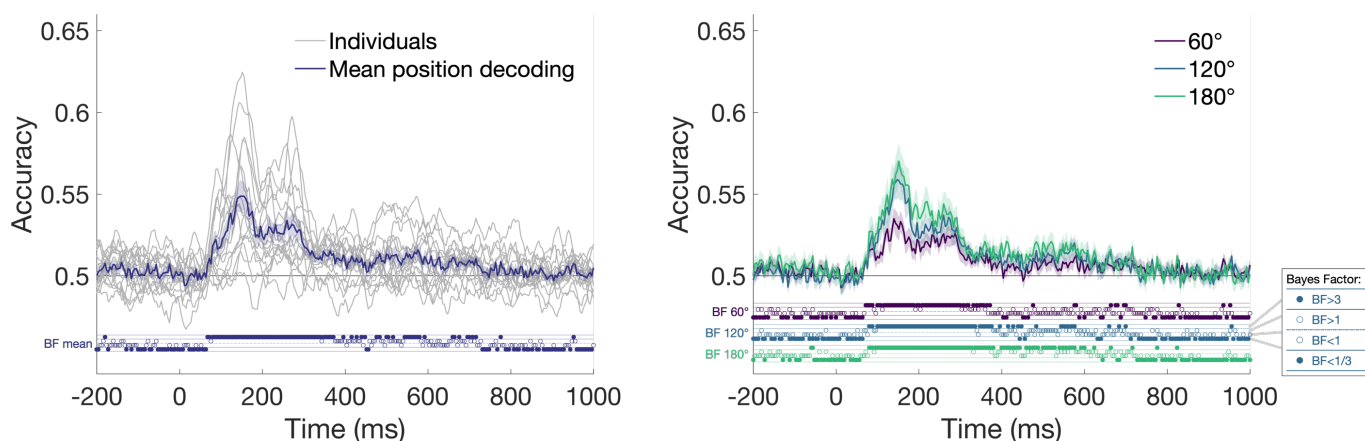 0.65
0.6
0.55
0.5
Accuracy
Individuals
Mean position decoding
BF mean
-200 0 200 400 600 800 1000
Time (ms)
0.65
0.6
0.55
0.5
Accuracy
60°
120°
180°
BF 60°
BF 120°
BF 180°
-200 0 200 400 600 800 1000
Time (ms)
Bayes Factor:
BF>3
BF>1
BF<1
BF<1/3